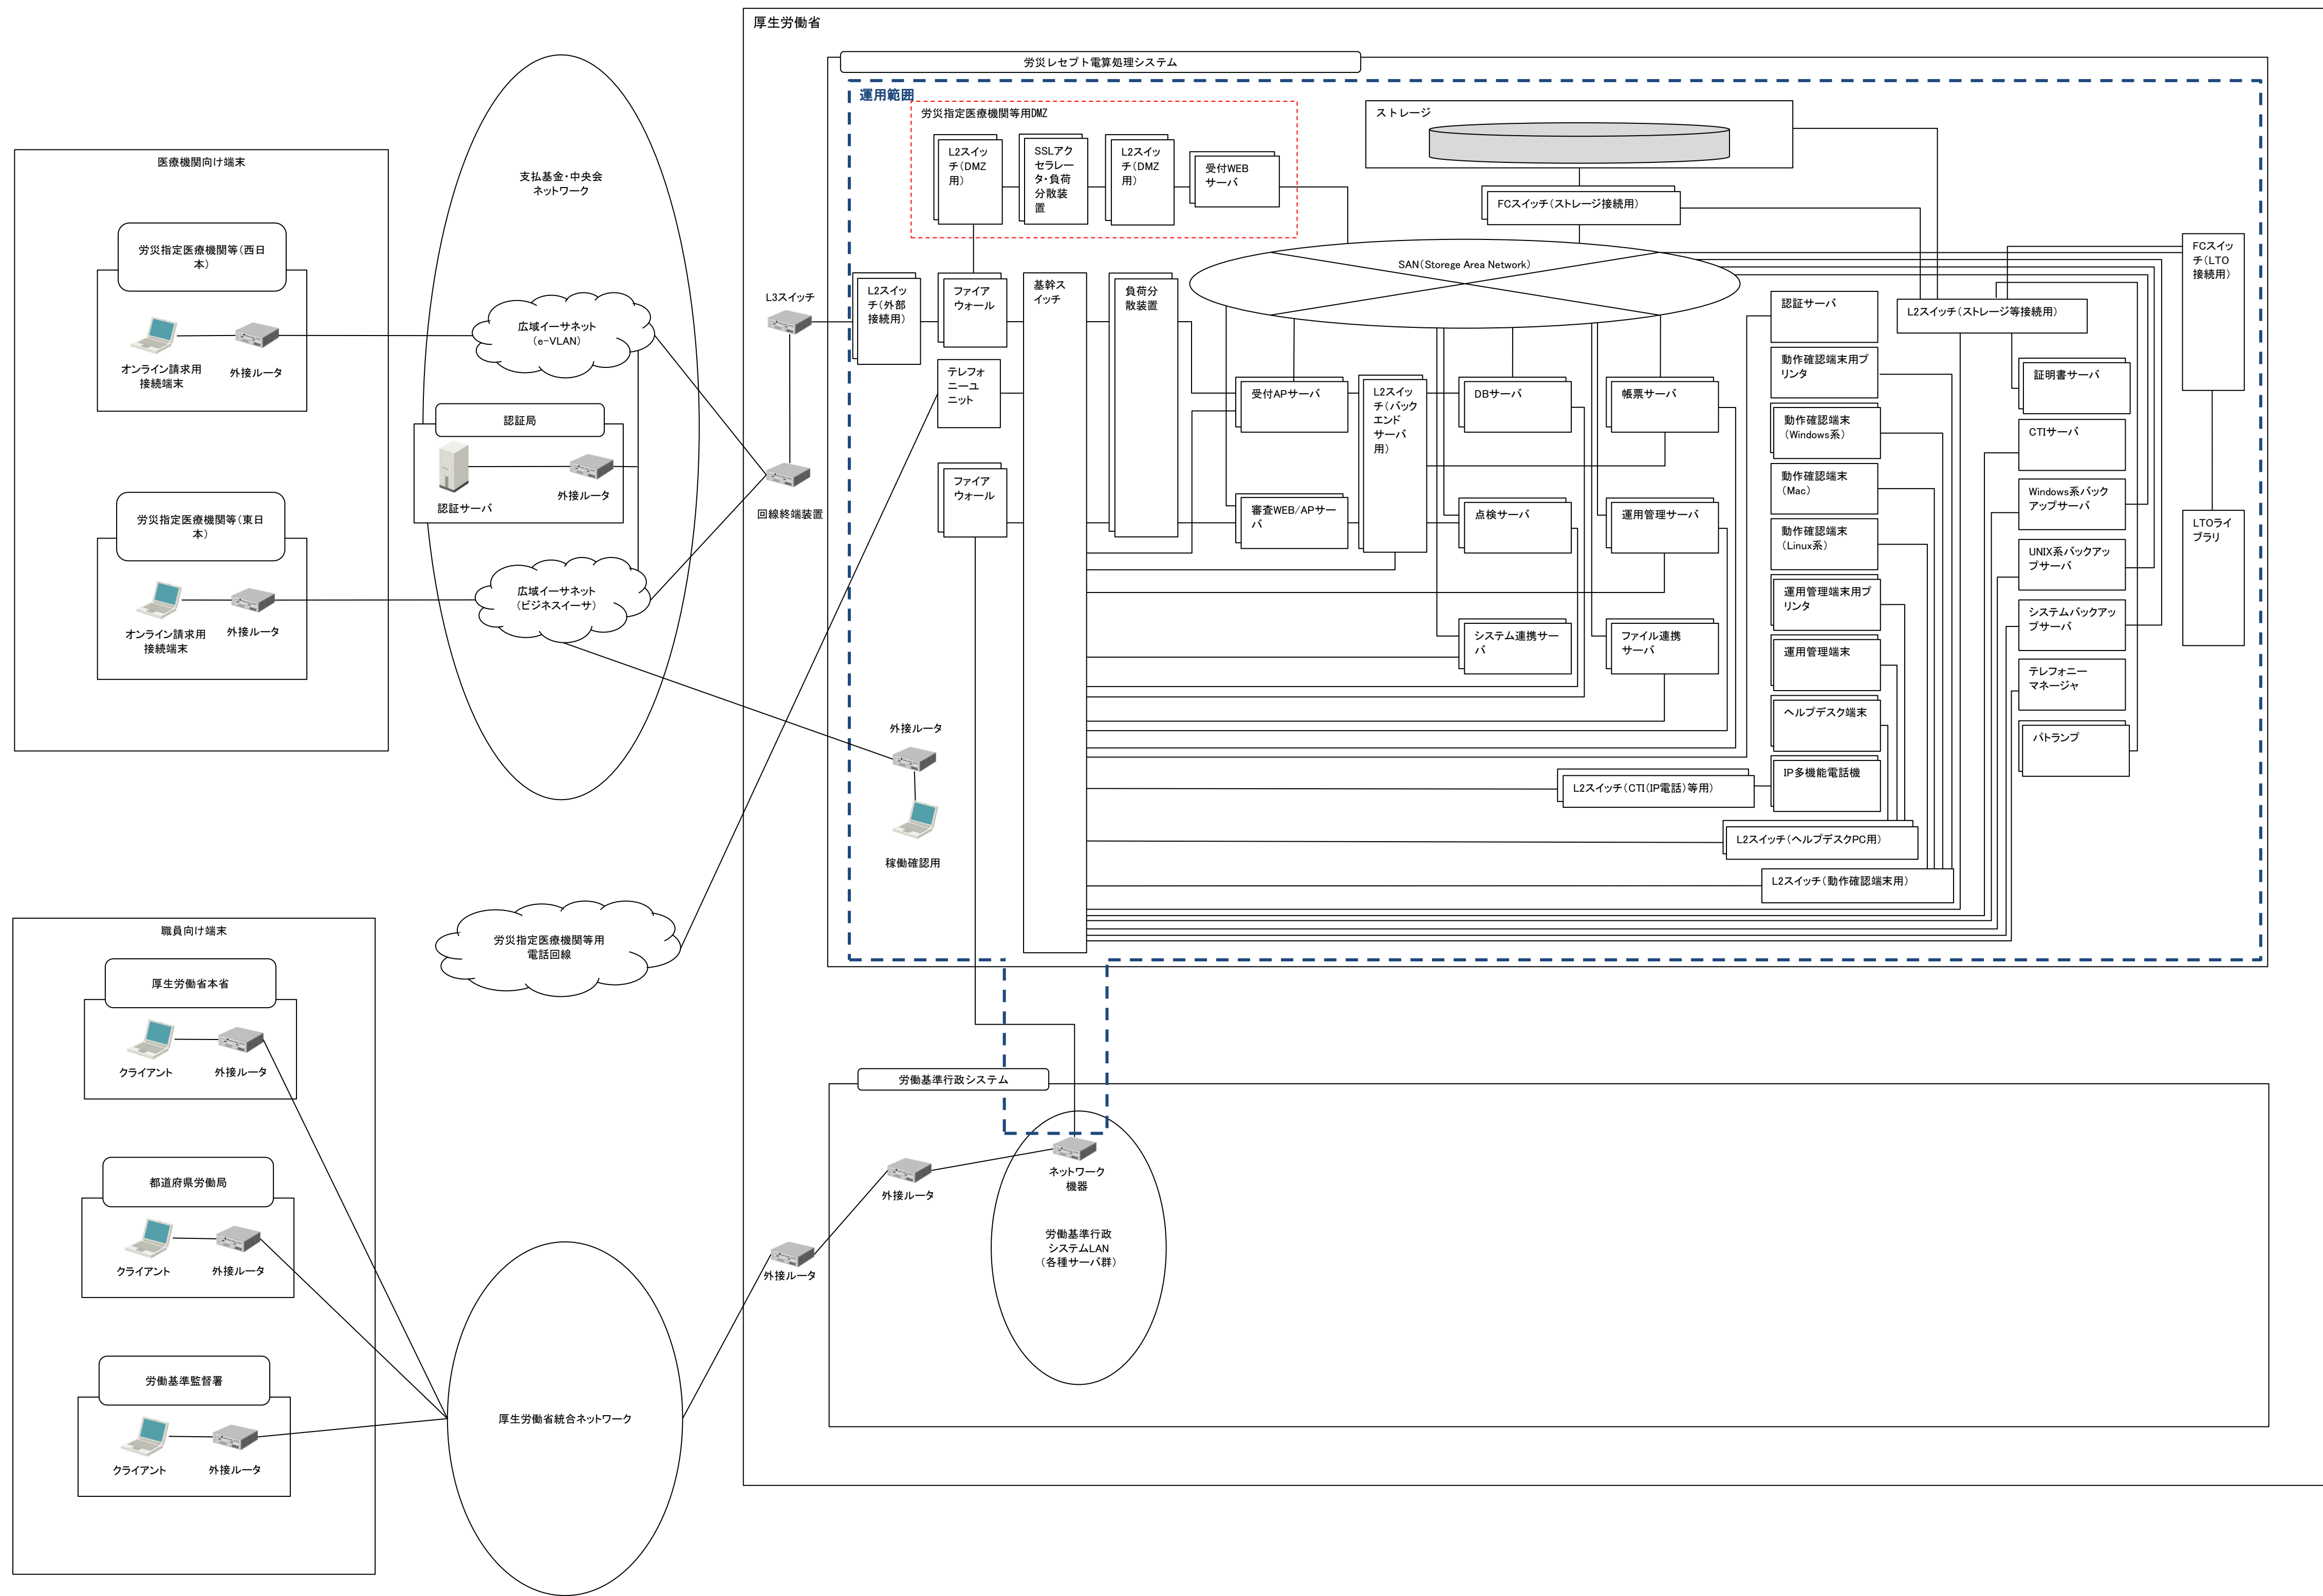 厚生労働省
労災レセプト電算処理システム
運用範囲
労災指定医療機関等用DMZ
L2スイッ
チ(DMZ
用)
SSLアク
セラレー
タ・負荷
分散装
置
L2スイッ
チ(DMZ
用)
受付WEB
サーバ
ストレージ
FCスイッチ(ストレージ接続用)
SAN(Storege Area Network)
医療機関向け端末
労災指定医療機関等(西日
本)
オンライン請求用
接続端末
外接ルータ
労災指定医療機関等(東日
本)
オンライン請求用
接続端末
外接ルータ
支払基金・中央会
ネットワーク
広域イーサネット
(e-VLAN)
認証局
認証サーバ
外接ルータ
広域イーサネット
(ビジネスイーサ)
L3スイッチ
回線終端装置
L2スイッ
チ(外部
接続用)
ファイア
ウォール
テレフォ
ニーユ
ニット
ファイア
ウォール
基幹ス
イッチ
負荷分
散装置
受付APサーバ
審査WEB/APサー
バ
L2スイッ
チ(バック
エンド
サーバ
用)
DBサーバ
点検サーバ
システム連携サー
バ
帳票サーバ
運用管理サーバ
ファイル連携
サーバ
認証サーバ
動作確認端末用プ
リンタ
動作確認端末
(Windows系)
動作確認端末
(Mac)
動作確認端末
(Linux系)
運用管理端末用プ
リンタ
運用管理端末
ヘルプデスク端末
IP多機能電話機
L2スイッチ(CTI(IP電話)等用)
L2スイッチ(ヘルプデスクPC用)
L2スイッチ(動作確認端末用)
L2スイッチ(ストレージ等接続用)
証明書サーバ
CTIサーバ
Windows系バック
アップサーバ
UNIX系バックアッ
プサーバ
システムバックアッ
プサーバ
テレフォニー
マネージャ
パトランプ
FCスイッ
チ(LTO
接続用)
LTOライ
ブラリ
外接ルータ
稼働確認用
労災指定医療機関等用
電話回線
職員向け端末
厚生労働省本省
クライアント
外接ルータ
都道府県労働局
クライアント
外接ルータ
労働基準監督署
クライアント
外接ルータ
厚生労働省統合ネットワーク
外接ルータ
労働基準行政システム
外接ルータ
ネットワーク
機器
労働基準行政
システムLAN
(各種サーバ群)